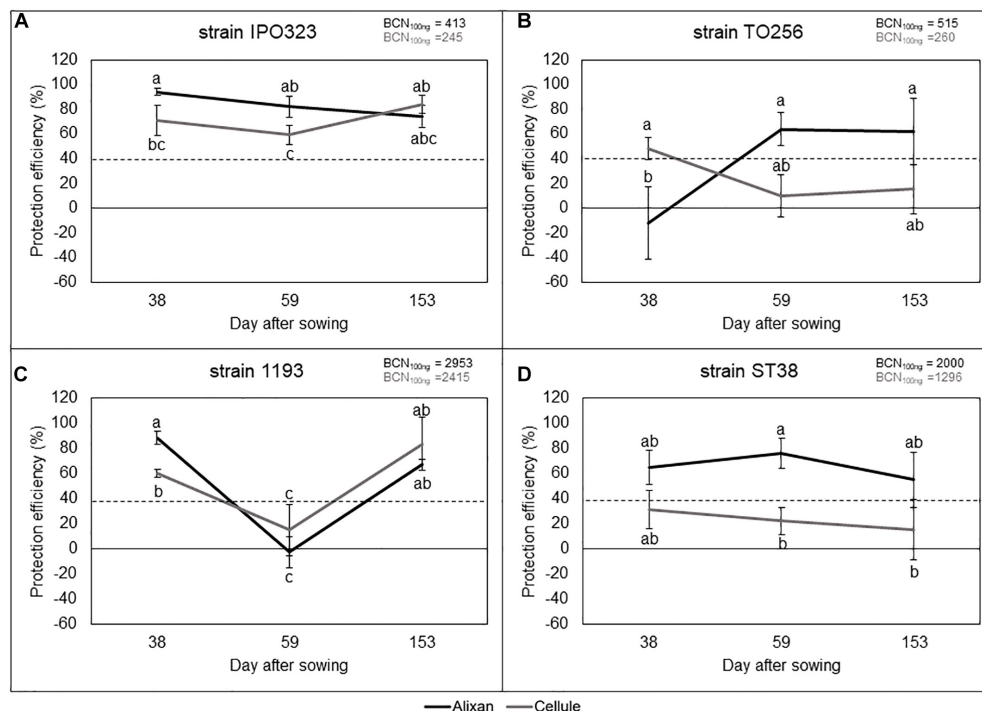 A
strain IPO323
BCN100ng = 413
BCN100ng =245
Protection efficiency (%)
120
100
80
60
40
20
0
-20
-40
-60
a
ab
ab
bc
c
abc
38
59
153
Day after sowing
B
strain TO256
BCN100ng = 515
BCN100ng =260
Protection efficiency (%)
120
100
80
60
40
20
0
-20
-40
-60
a
a
a
b
ab
ab
38
59
153
Day after sowing
C
strain 1193
BCN100ng = 2953
BCN100ng =2415
Protection efficiency (%)
120
100
80
60
40
20
0
-20
-40
-60
a
ab
b
c
ab
c
38
59
153
Day after sowing
D
strain ST38
BCN100ng = 2000
BCN100ng =1296
Protection efficiency (%)
120
100
80
60
40
20
0
-20
-40
-60
ab
a
ab
ab
b
b
38
59
153
Day after sowing
Alixan
Cellule